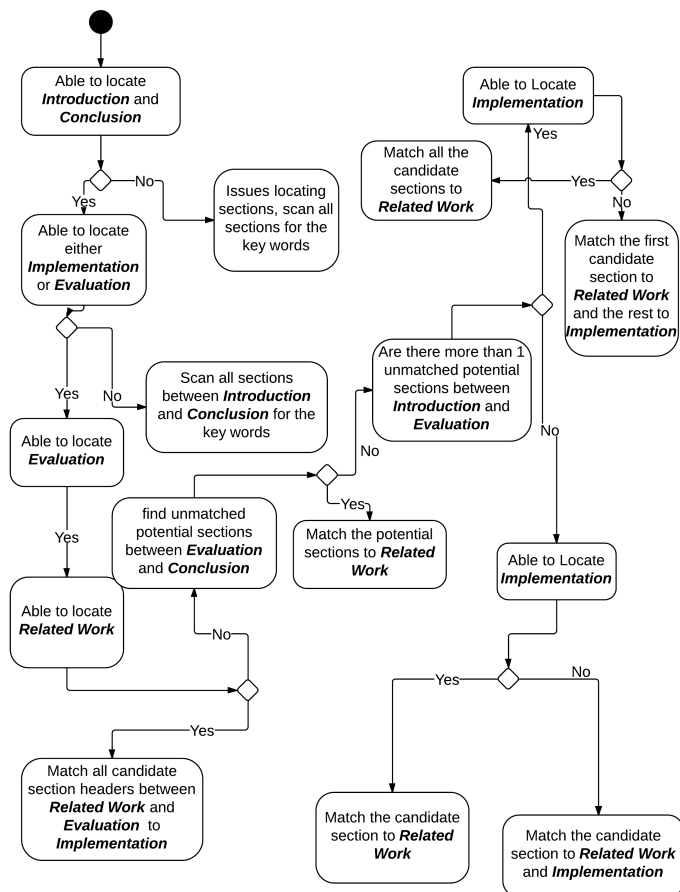 Able to locate
Introduction and
Conclusion
No
Yes
Issues locating
sections, scan all
sections for the
key words
Able to locate
either
Implementation
or Evaluation
Yes
No
Scan all sections
between Introduction
and Conclusion for the
key words
Able to locate
Evaluation
Yes
Able to locate
Related Work
find unmatched
potential sections
between Evaluation
and Conclusion
No
Yes
Match all candidate
section headers between
Related Work and
Evaluation to
Implementation
No
Yes
Match the potential
sections to Related
Work
Are there more than 1
unmatched potential
sections between
Introduction and
Evaluation
Yes
Able to Locate
Implementation
Yes
No
Match all the
candidate
sections to
Related Work
Match the first
candidate
section to
Related Work
and the rest to
Implementation
No
Able to Locate
Implementation
Yes
No
Match the candidate
section to Related
Work
Match the candidate
section to Related Work
and Implementation